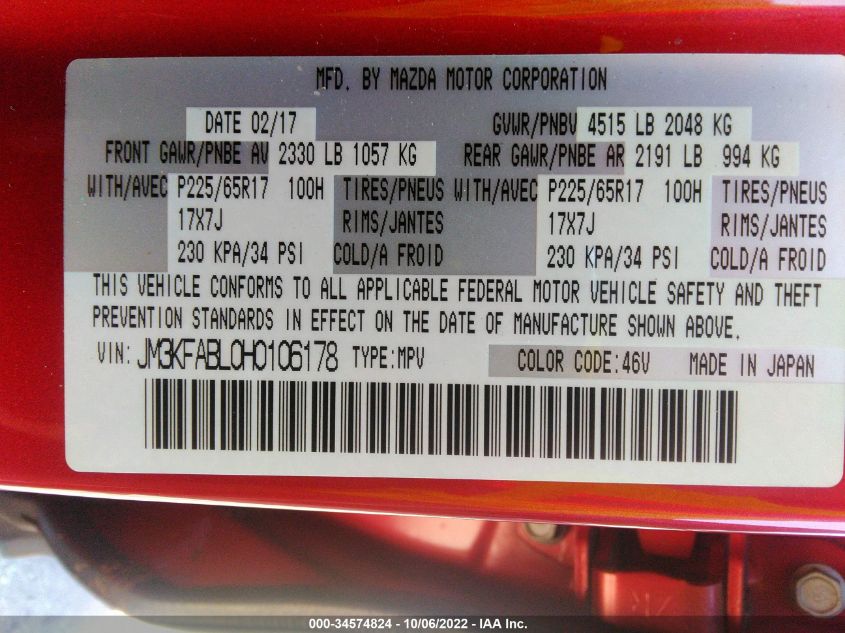 MFD. BY MAZDA MOTOR CORPORATION
DATE 02/17 GVWR/PNBV 4515 LB 2048 KG
FRONT GAWR/PNBE AV 2330 LB 1057 KG REAR GAWR/PNBE AR 2191 LB 994 KG
WITH/AVEC P225/65R17 100H TIRES/PNEUS WITH/AVEC P225/65R17 100H TIRES/PNEUS
17X7J RIMS/JANTES 17X7J RIMS/JANTES
230 KPA/34 PSI COLD/A FROID 230 KPA/34 PSI COLD/A FROID
THIS VEHICLE CONFORMS TO ALL APPLICABLE FEDERAL MOTOR VEHICLE SAFETY AND THEFT
PREVENTION STANDARDS IN EFFECT ON THE DATE OF MANUFACTURE SHOWN ABOVE.
VIN: JM3KFABL0H0106178 TYPE:MPV COLOR CODE:46V MADE IN JAPAN
000-34574824 - 10/06/2022 - IAA Inc.